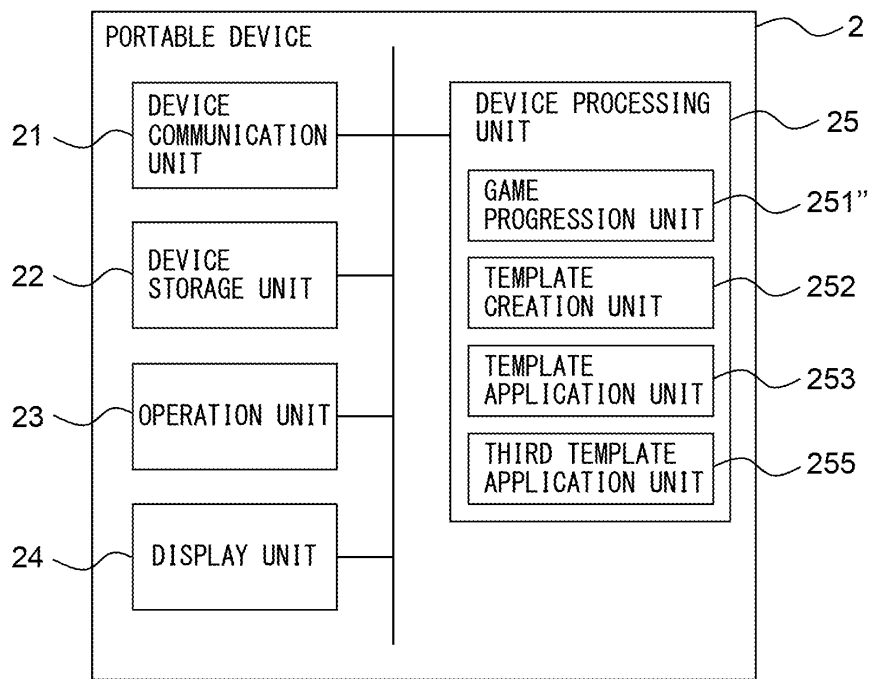 PORTABLE DEVICE
2
DEVICE
COMMUNICATION
UNIT
21
DEVICE
STORAGE UNIT
22
OPERATION UNIT
23
DISPLAY UNIT
24
DEVICE PROCESSING
UNIT
25
GAME
PROGRESSION UNIT
251”
TEMPLATE
CREATION UNIT
252
TEMPLATE
APPLICATION UNIT
253
THIRD TEMPLATE
APPLICATION UNIT
255